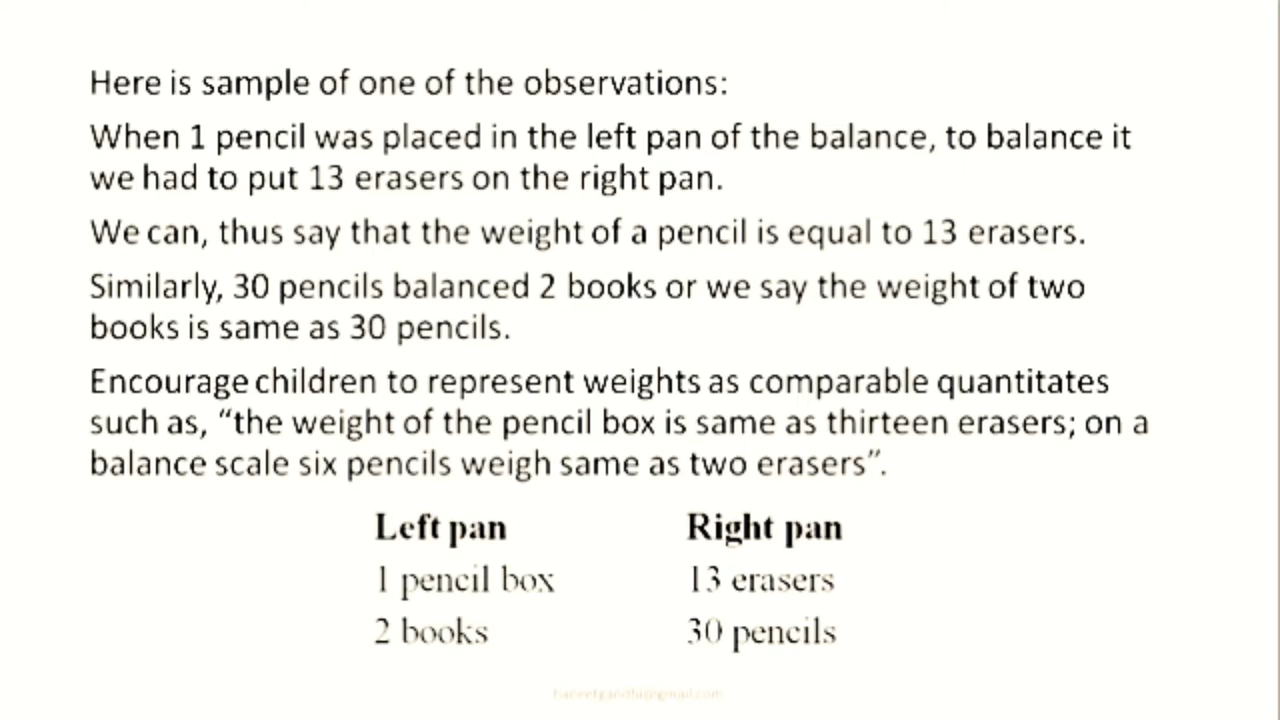 Here is sample of one of the observations:
When 1 pencil was placed in the left pan of the balance, to balance it
we had to put 13 erasers on the right pan.
We can, thus say that the weight of a pencil is equal to 13 erasers.
Similarly, 30 pencils balanced 2 books or we say the weight of two
books is same as 30 pencils.
Encourage children to represent weights as comparable quantitates
such as, “the weight of the pencil box is same as thirteen erasers; on a
balance scale six pencils weigh same as two erasers”.
Left pan Right pan
1 pencil box 13 erasers
2 books 30 pencils
haneetgandhi@gmail.com